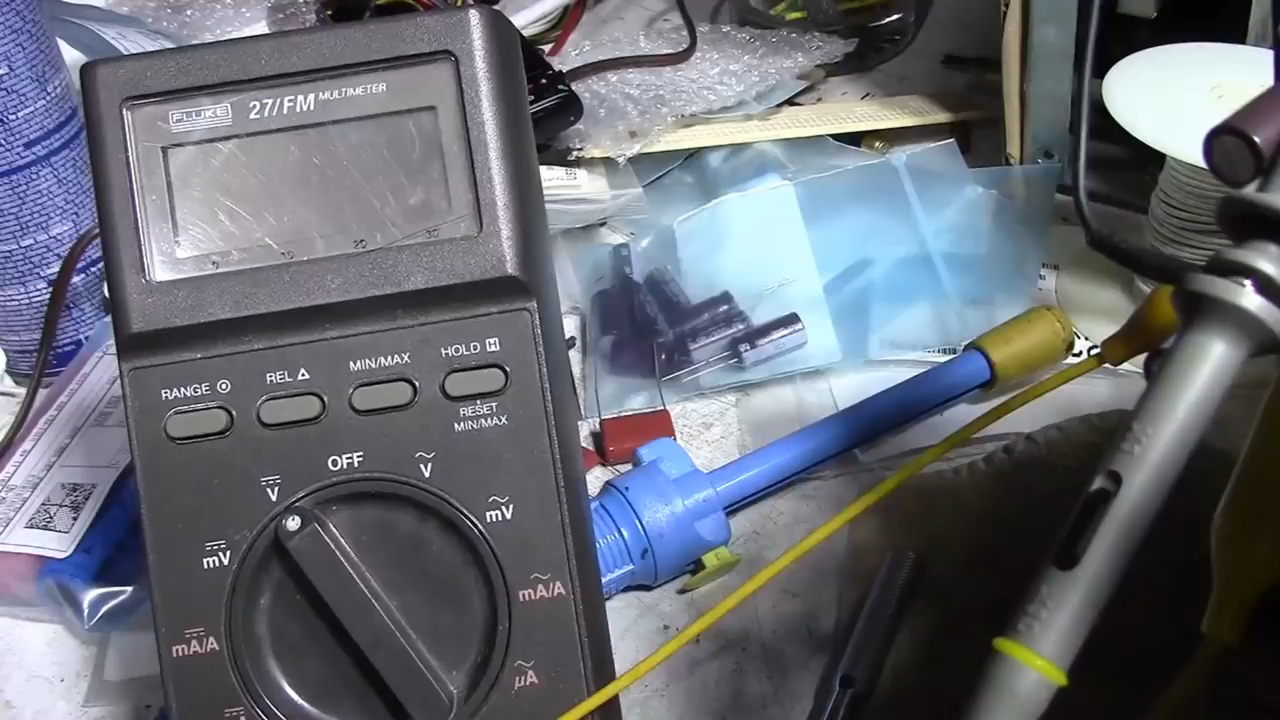 FLUKE 27/FM MULTIMETER
0 10 20 30
RANGE
REL △
MIN/MAX
HOLD H
RESET
MIN/MAX
OFF
V
V
mV
mV
mA/A
mA/A
µA